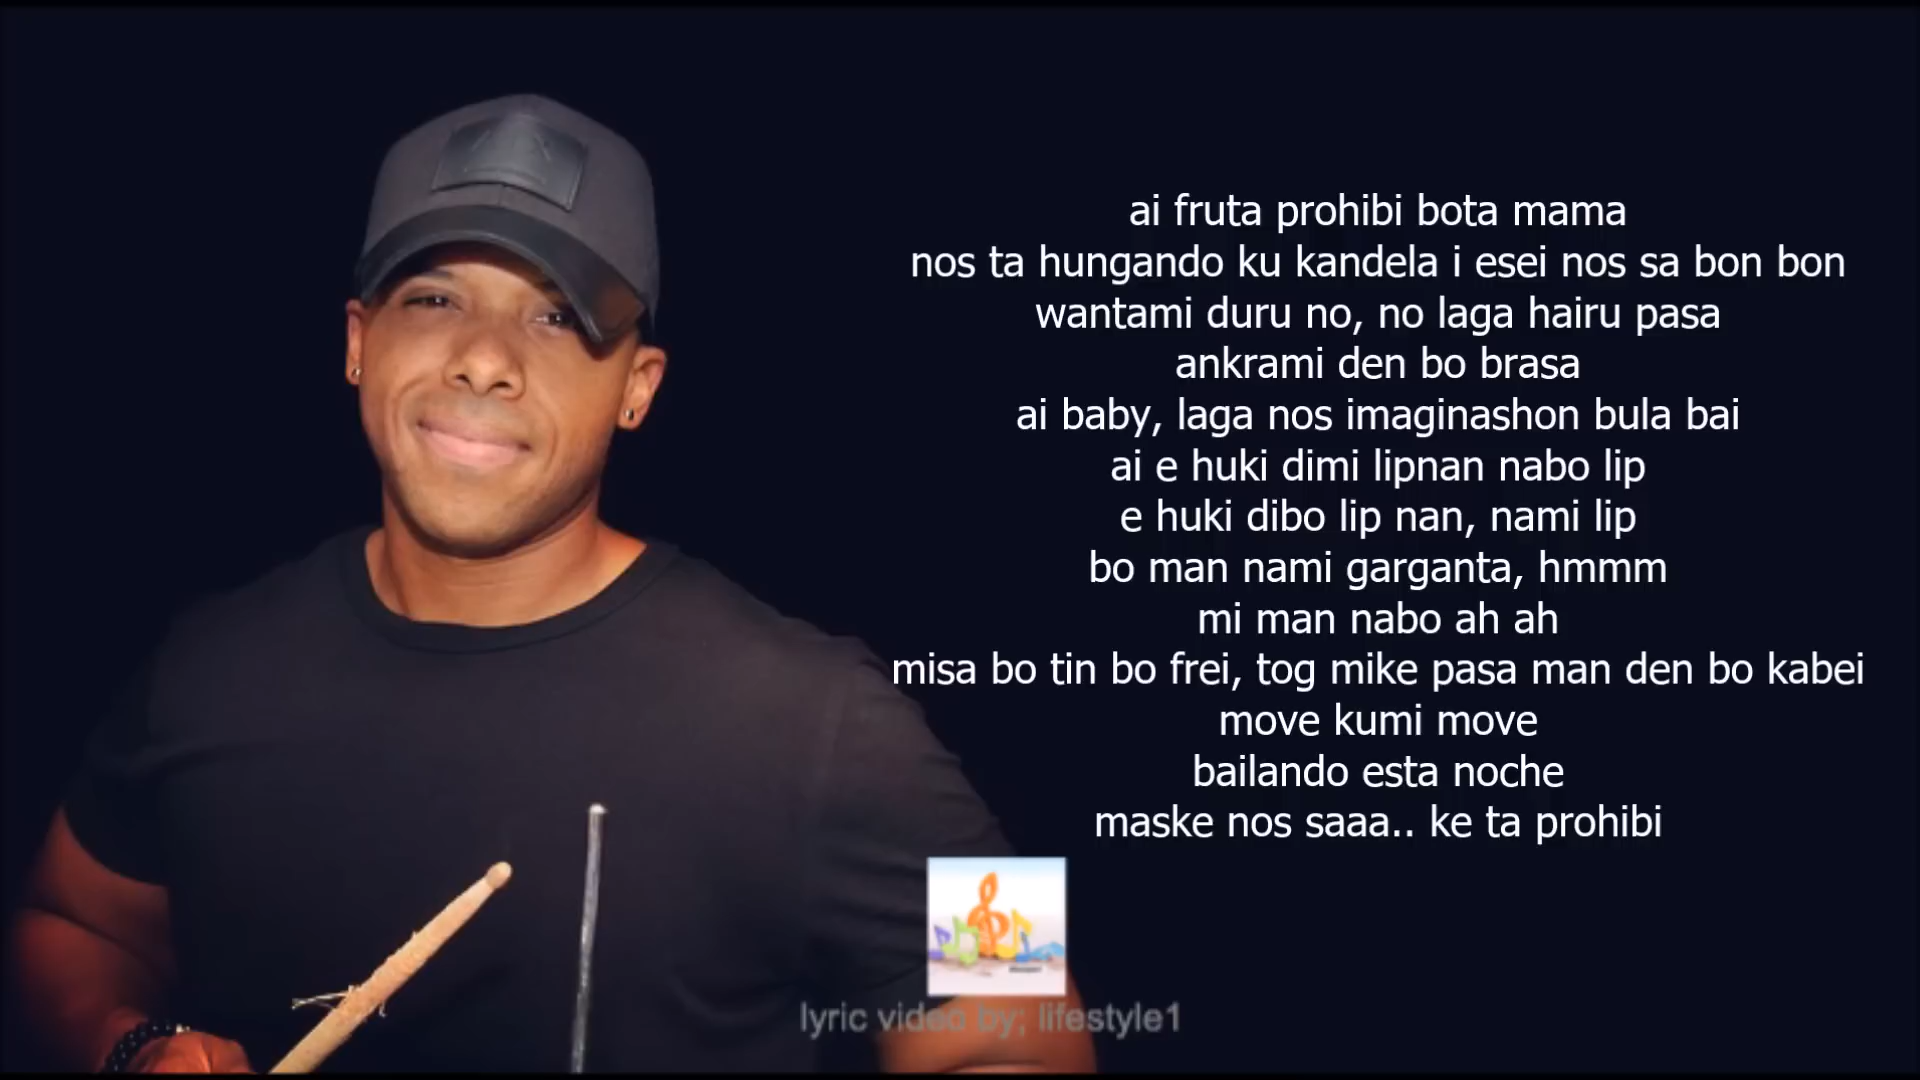 ai fruta prohibi bota mama
nos ta hungando ku kandela i esei nos sa bon bon
wantami duru no, no laga hairu pasa
ankrami den bo brasa
ai baby, laga nos imaginashon bula bai
ai e huki dimi lipnan nabo lip
e huki dibo lip nan, nami lip
bo man nami garganta, hmmm
mi man nabo ah ah
misa bo tin bo frei, tog mike pasa man den bo kabei
move kumi move
bailando esta noche
maske nos saaa.. ke ta prohibi
lyric video by; lifestyle1